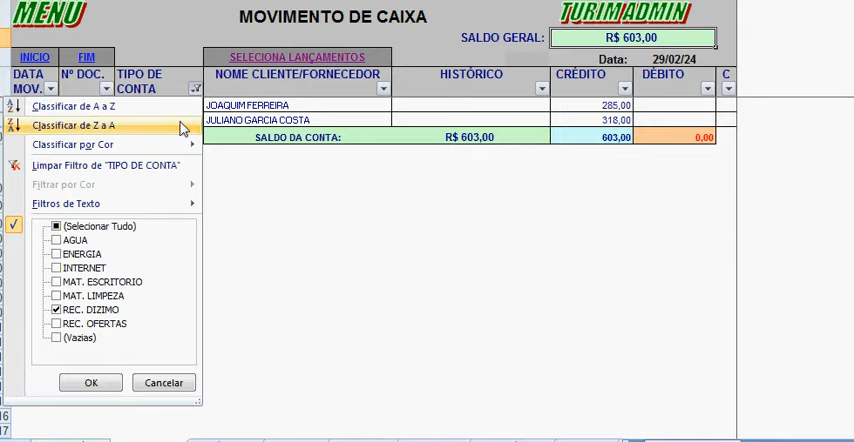 MENU
MOVIMENTO DE CAIXA
TURIM/ADMIN
SALDO GERAL:
R$ 603,00
INICIO
FIM
SELECIONA LANÇAMENTOS
Data:
29/02/24
DATA MOV.
Nº DOC.
TIPO DE CONTA
NOME CLIENTE/FORNECEDOR
HISTÓRICO
CRÉDITO
DÉBITO
C
Classificar de A a Z
JOAQUIM FERREIRA
285,00
Classificar de Z a A
JULIANO GARCIA COSTA
318,00
SALDO DA CONTA:
R$ 603,00
603,00
0,00
Classificar por Cor
Limpar Filtro de "TIPO DE CONTA"
Filtrar por Cor
Filtros de Texto
(Selecionar Tudo)
AGUA
ENERGIA
INTERNET
MAT. ESCRITORIO
MAT. LIMPEZA
REC. DIZIMO
REC. OFERTAS
(Vazias)
OK
Cancelar